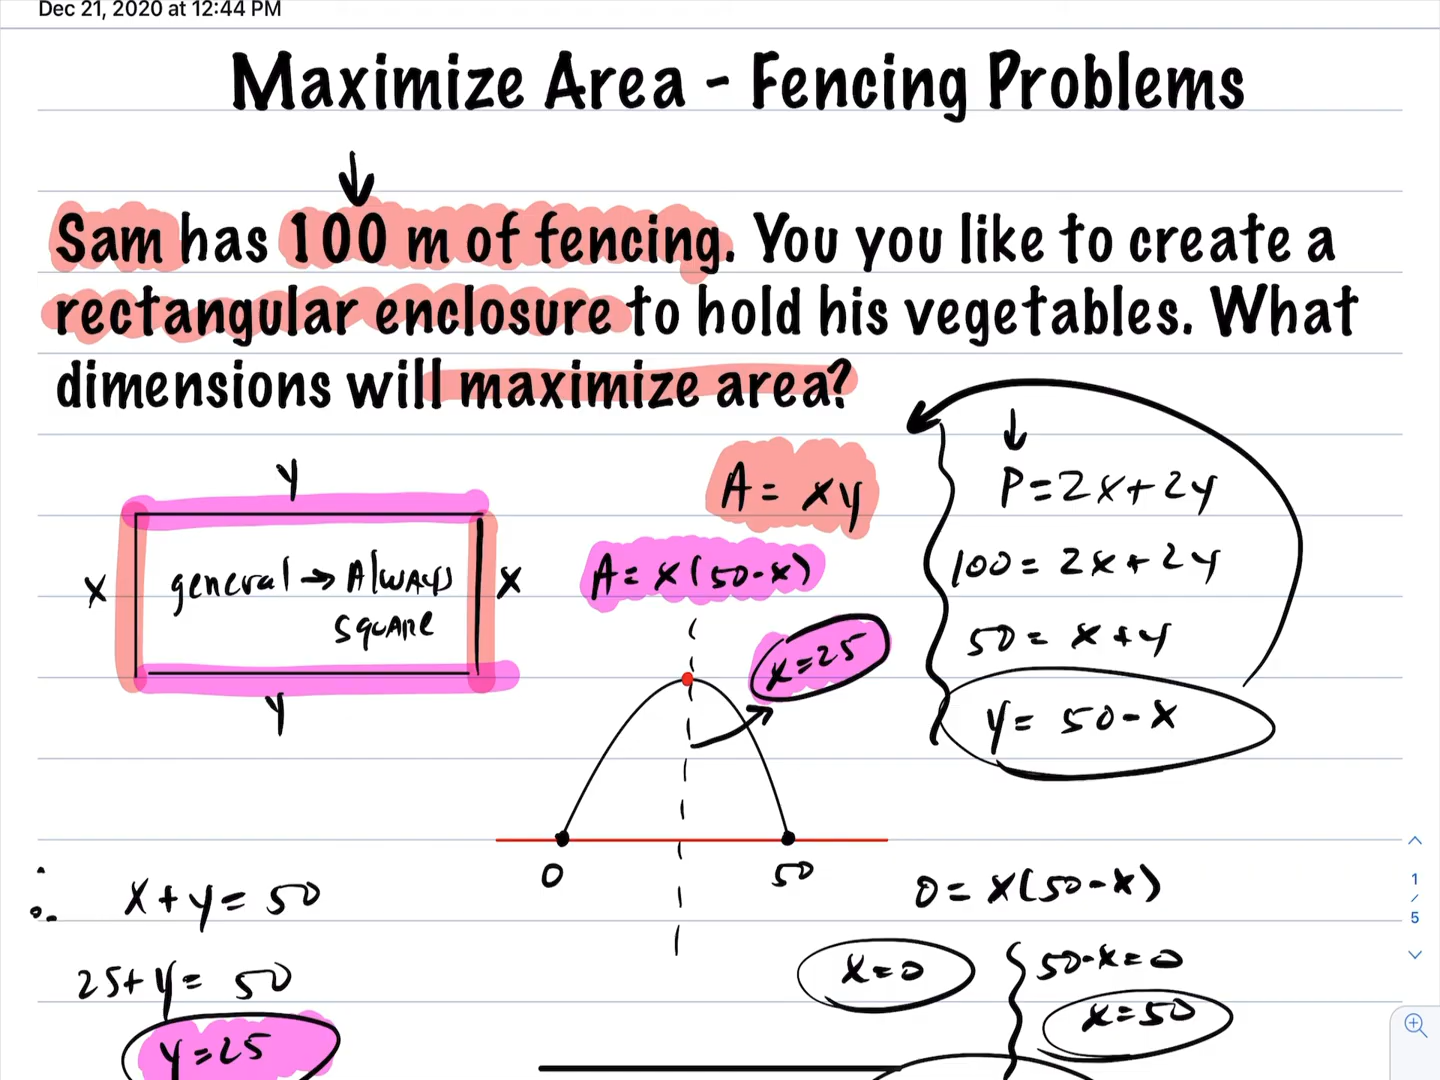 Dec 21, 2020 at 12:44 PM
Maximize Area - Fencing Problems
Sam has 100 m of fencing. You you like to create a
rectangular enclosure to hold his vegetables. What
dimensions will maximize area?
y
x
general → Always
square
x
y
A = xy
A = x(50-x)
x=25
0
50
P=2x+2y
100=2x+2y
50= x+y
y= 50-x
∴ x+y= 50
25+y= 50
y=25
0=x(50-x)
x=0
50-x=0
x=50
1
/
5